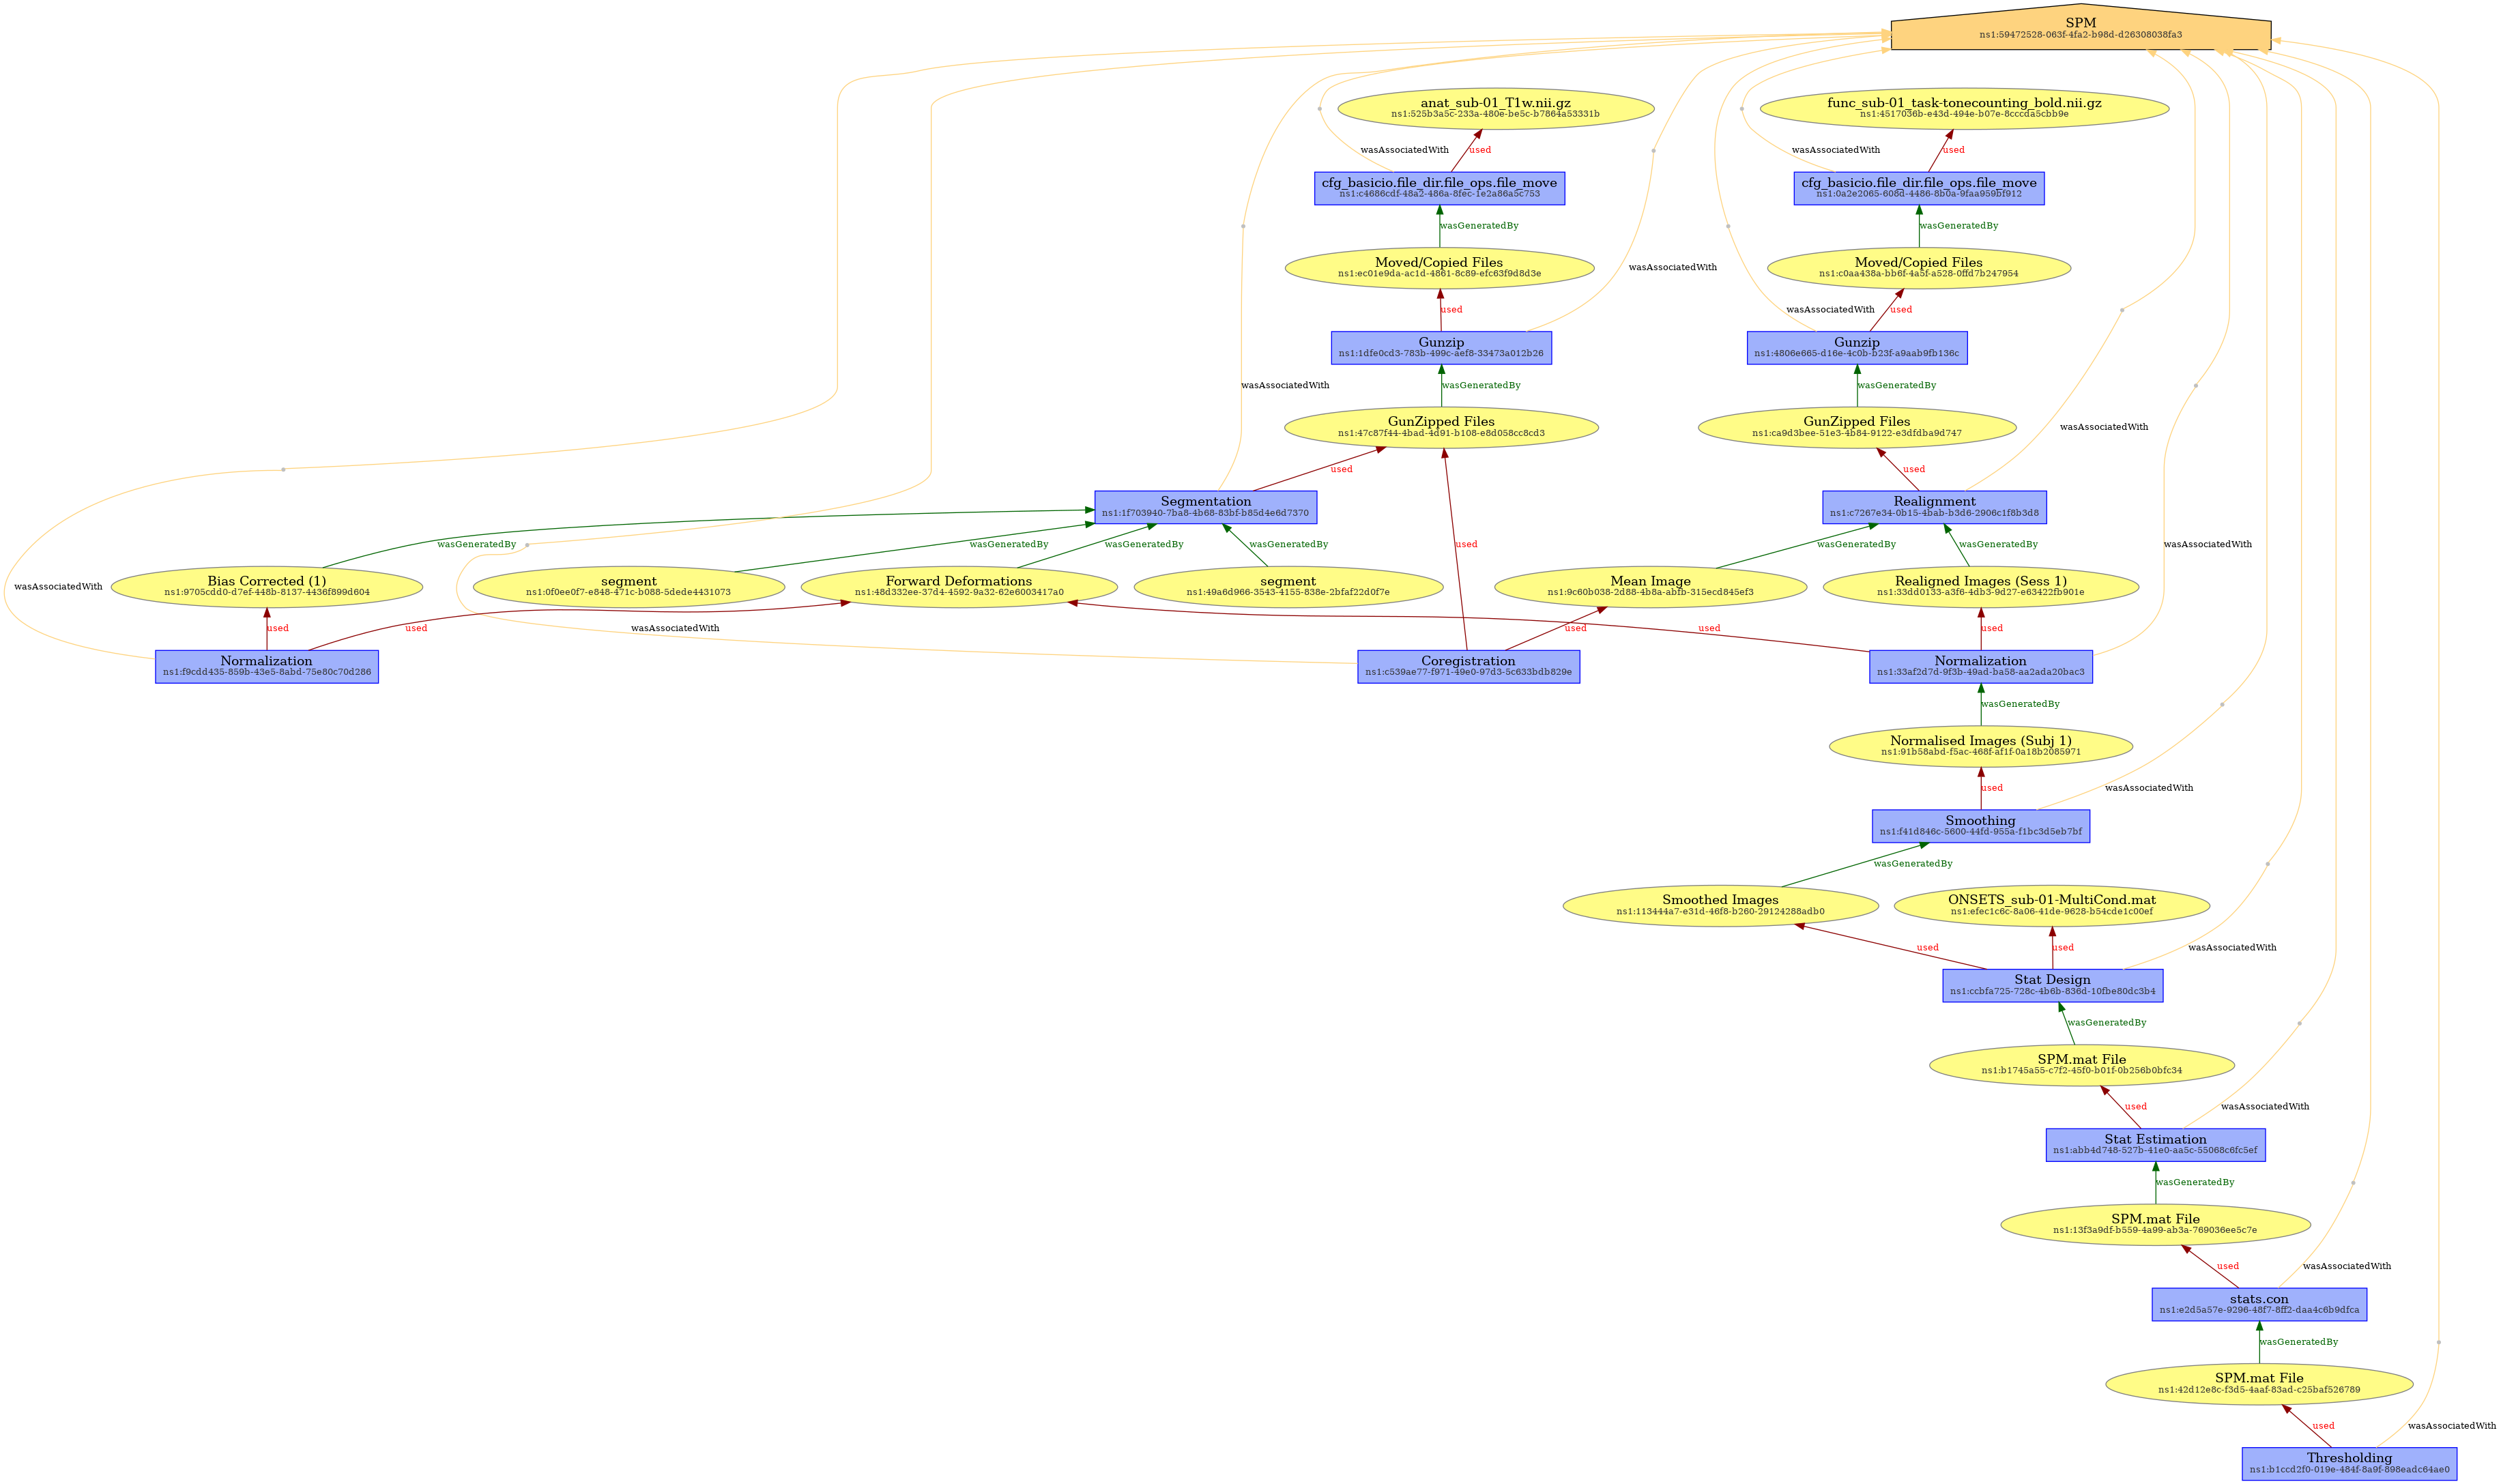 SPM
ns1:59472528-063f-4fa2-b98d-d26308038fa3
anat_sub-01_T1w.nii.gz
ns1:525b3a5c-233a-480e-be5c-b7864a53331b
func_sub-01_task-tonecounting_bold.nii.gz
ns1:4517036b-e43d-494e-b07e-8cccda5cbb9e
wasAssociatedWith
used
wasAssociatedWith
used
cfg_basicio.file_dir.file_ops.file_move
ns1:c4686cdf-48a2-486a-8fec-1e2a86a5c753
cfg_basicio.file_dir.file_ops.file_move
ns1:0a2e2065-608d-4486-8b0a-9faa959bf912
wasGeneratedBy
wasGeneratedBy
Moved/Copied Files
ns1:ec01e9da-ac1d-4861-8c89-efc63f9d8d3e
wasAssociatedWith
Moved/Copied Files
ns1:c0aa438a-bb6f-4a5f-a528-0ffd7b247954
used
wasAssociatedWith
used
Gunzip
ns1:1dfe0cd3-783b-499c-aef8-33473a012b26
Gunzip
ns1:4806e665-d16e-4c0b-b23f-a9aab9fb136c
wasAssociatedWith
wasGeneratedBy
wasGeneratedBy
GunZipped Files
ns1:47c87f44-4bad-4d91-b108-e8d058cc8cd3
GunZipped Files
ns1:ca9d3bee-51e3-4b84-9122-e3dfdba9d747
wasAssociatedWith
used
used
Segmentation
ns1:1f703940-7ba8-4b68-83bf-b85d4e6d7370
Realignment
ns1:c7267e34-0b15-4bab-b3d6-2906c1f8b3d8
wasGeneratedBy
wasGeneratedBy
wasGeneratedBy
wasGeneratedBy
used
wasGeneratedBy
wasGeneratedBy
wasAssociatedWith
wasAssociatedWith
Bias Corrected (1)
ns1:9705cdd0-d7ef-448b-8137-4436f899d604
segment
ns1:0f0ee0f7-e848-471c-b088-5dede4431073
Forward Deformations
ns1:48d332ee-37d4-4592-9a32-62e6003417a0
segment
ns1:49a6d966-3543-4155-838e-2bfaf22d0f7e
Mean Image
ns1:9c60b038-2d88-4b8a-abfb-315ecd845ef3
Realigned Images (Sess 1)
ns1:33dd0133-a3f6-4db3-9d27-e63422fb901e
used
used
wasAssociatedWith
used
used
used
Normalization
ns1:f9cdd435-859b-43e5-8abd-75e80c70d286
Coregistration
ns1:c539ae77-f971-49e0-97d3-5c633bdb829e
Normalization
ns1:33af2d7d-9f3b-49ad-ba58-aa2ada20bac3
wasGeneratedBy
Normalised Images (Subj 1)
ns1:91b58abd-f5ac-468f-af1f-0a18b2085971
used
wasAssociatedWith
Smoothing
ns1:f41d846c-5600-44fd-955a-f1bc3d5eb7bf
wasGeneratedBy
Smoothed Images
ns1:113444a7-e31d-46f8-b260-29124288adb0
ONSETS_sub-01-MultiCond.mat
ns1:efec1c6c-8a06-41de-9628-b54cde1c00ef
used
used
wasAssociatedWith
Stat Design
ns1:ccbfa725-728c-4b6b-836d-10fbe80dc3b4
wasGeneratedBy
SPM.mat File
ns1:b1745a55-c7f2-45f0-b01f-0b256b0bfc34
used
wasAssociatedWith
Stat Estimation
ns1:abb4d748-527b-41e0-aa5c-55068c6fc5ef
wasGeneratedBy
SPM.mat File
ns1:13f3a9df-b559-4a99-ab3a-769036ee5c7e
used
wasAssociatedWith
stats.con
ns1:e2d5a57e-9296-48f7-8ff2-daa4c6b9dfca
wasGeneratedBy
SPM.mat File
ns1:42d12e8c-f3d5-4aaf-83ad-c25baf526789
used
wasAssociatedWith
Thresholding
ns1:b1ccd2f0-019e-484f-8a9f-898eadc64ae0